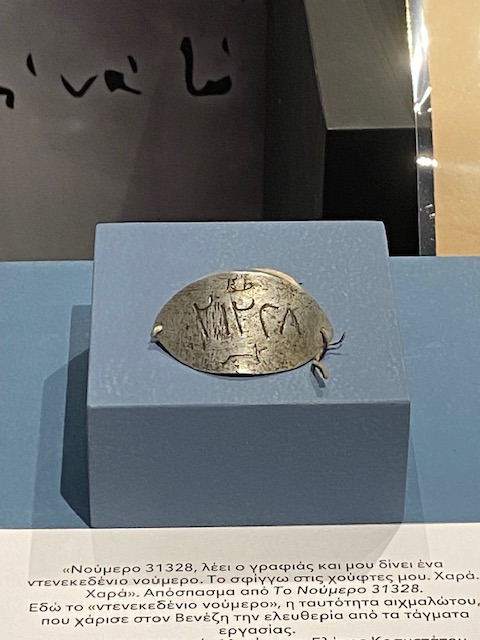 νὰ
٣١٣٢٨
«Νούμερο 31328, λέει ο γραφιάς και μου δίνει ένα
ντενεκεδένιο νούμερο. Το σφίγγω στις χούφτες μου. Χαρά.
Χαρά». Απόσπασμα από Το Νούμερο 31328.
Εδώ το «ντενεκεδένιο νούμερο», η ταυτότητα αιχμαλώτου,
που χάρισε στον Βενέζη την ελευθερία από τα τάγματα
εργασίας.